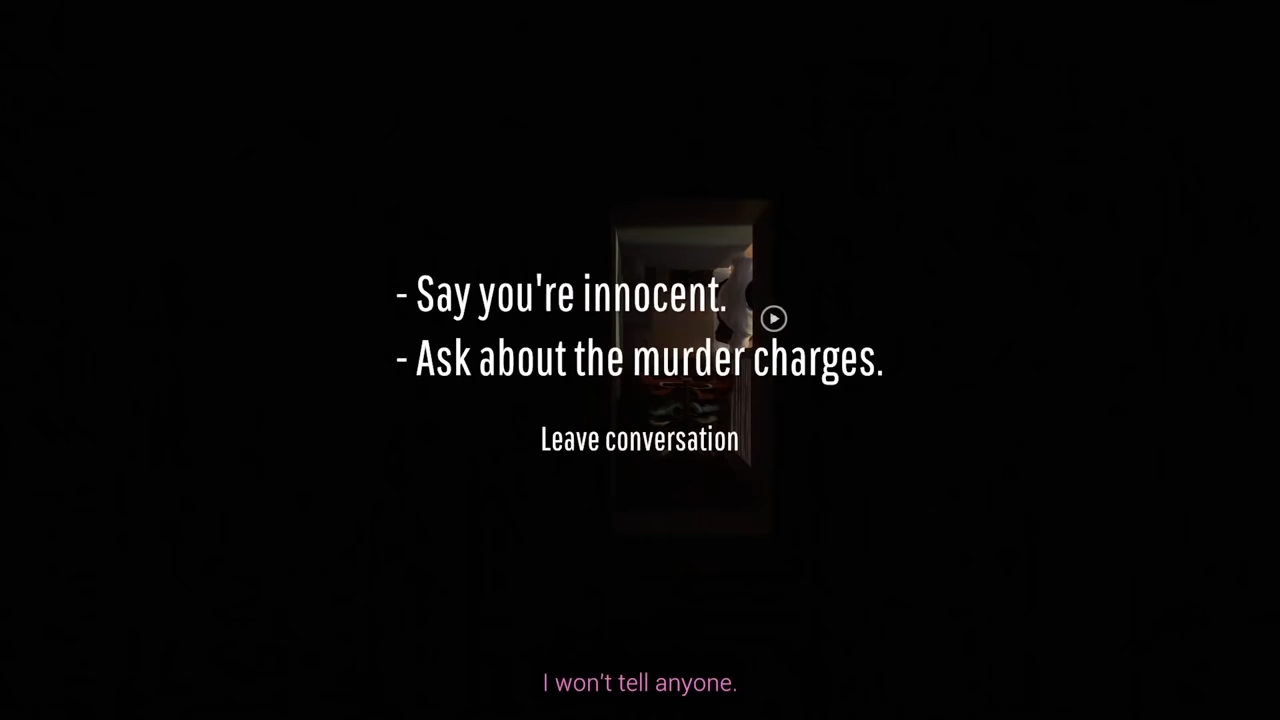 - Say you're innocent.
- Ask about the murder charges.
Leave conversation
I won't tell anyone.